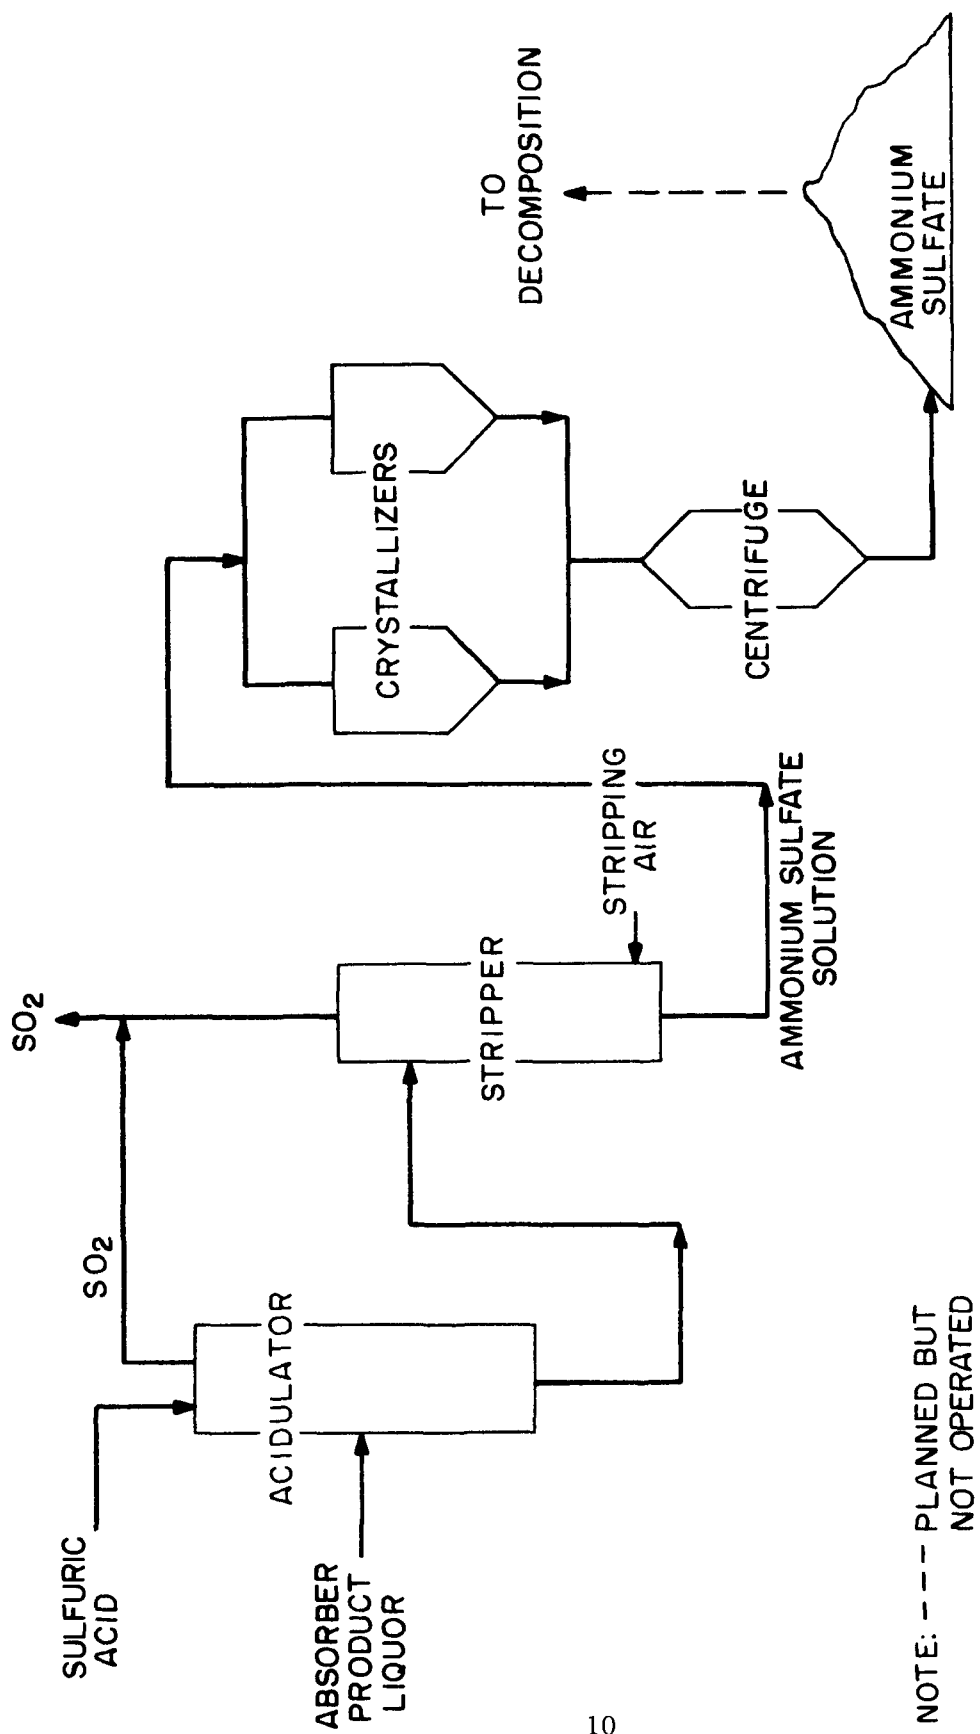 SULFURIC
ACID
ABSORBER
PRODUCT
LIQUOR
ACIDULATOR
SO2
SO2
STRIPPER
STRIPPING
AIR
AMMONIUM SULFATE
SOLUTION
CRYSTALLIZERS
CENTRIFUGE
TO
DECOMPOSITION
AMMONIUM
SULFATE
NOTE: --- PLANNED BUT
NOT OPERATED
10